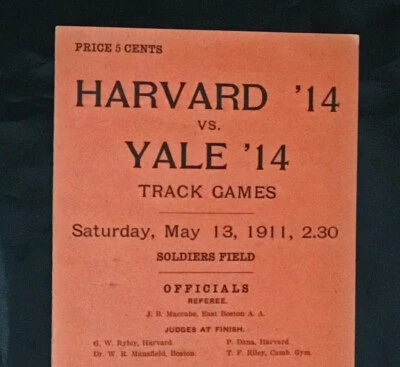 PRICE 5 CENTS
HARVARD '14
VS.
YALE '14
TRACK GAMES
Saturday, May 13, 1911, 2.30
SOLDIERS FIELD
OFFICIALS
REFEREE.
J. B. Maccabe, East Boston A. A.
JUDGES AT FINISH.
G. W. Ryley, Harvard. P. Dana, Harvard.
Dr. W. R. Mansfield, Boston. T. F. Riley, Camb. Gym.